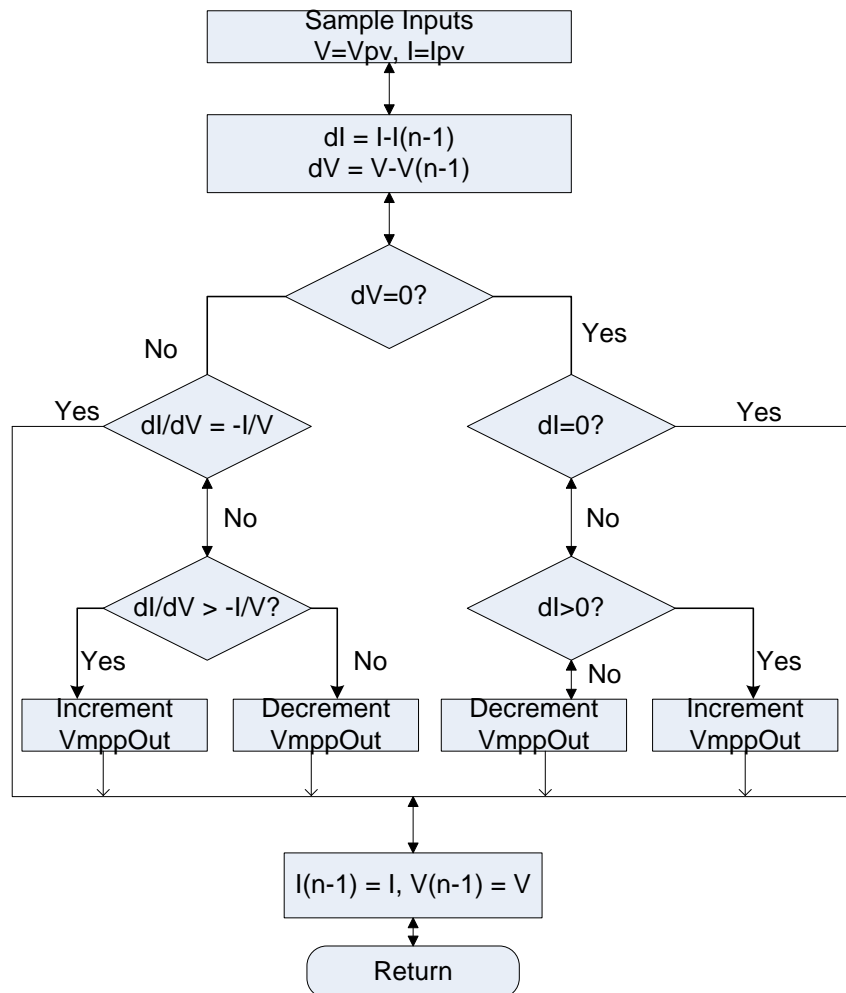 Sample Inputs
V=Vpv, I=Ipv
dI = I-I(n-1)
dV = V-V(n-1)
dV=0?
No
Yes
Yes
dI/dV = -I/V
dI=0?
Yes
No
No
dI/dV > -I/V?
dI>0?
Yes
No
No
Yes
Increment
VmppOut
Decrement
VmppOut
Decrement
VmppOut
Increment
VmppOut
I(n-1) = I, V(n-1) = V
Return